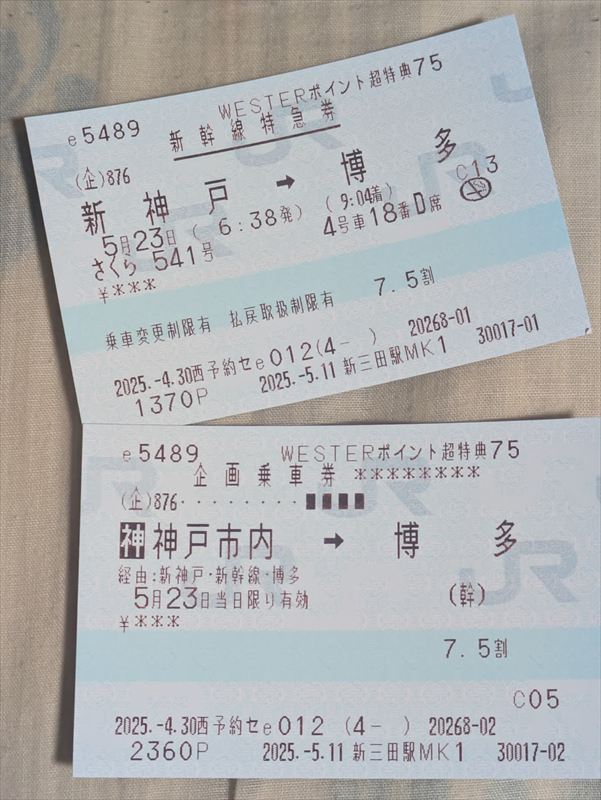 WESTERポイント超特典75
e5489
新幹線特急券
(企)876
新神戸 → 博多
C13
5月23日 ( 6:38発) ( 9:04着)
さくら 541号 4号車18番D席
¥***
7.5割
乗車変更制限有 払戻取扱制限有
2025.-4.30西予約セe012(4- ) 20268-01
1370P 2025.-5.11 新三田駅MK1 30017-01
e5489 WESTERポイント超特典75
企画乗車券 ********
(企)876・・・・・・・・・■■■■
神 神戸市内 → 博多
経由:新神戸・新幹線・博多
5月23日当日限り有効 (幹)
¥***
7.5割
C05
2025.-4.30西予約セe012 (4- ) 20268-02
2360P 2025.-5.11 新三田駅MK1 30017-02